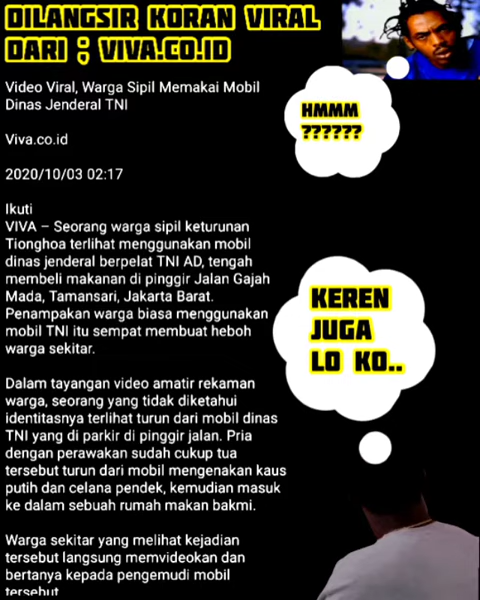 DILANGSIR KORAN VIRAL
DARI ; VIVA.CO.ID
Video Viral, Warga Sipil Memakai Mobil
Dinas Jenderal TNI
Viva.co.id
2020/10/03 02:17
Ikuti
VIVA – Seorang warga sipil keturunan
Tionghoa terlihat menggunakan mobil
dinas jenderal berpelat TNI AD, tengah
membeli makanan di pinggir Jalan Gajah
Mada, Tamansari, Jakarta Barat.
Penampakan warga biasa menggunakan
mobil TNI itu sempat membuat heboh
warga sekitar.
Dalam tayangan video amatir rekaman
warga, seorang yang tidak diketahui
identitasnya terlihat turun dari mobil dinas
TNI yang di parkir di pinggir jalan. Pria
dengan perawakan sudah cukup tua
tersebut turun dari mobil mengenakan kaus
putih dan celana pendek, kemudian masuk
ke dalam sebuah rumah makan bakmi.
Warga sekitar yang melihat kejadian
tersebut langsung memvideokan dan
bertanya kepada pengemudi mobil
tersebut
HMMM
??????
KEREN
JUGA
LO KO..